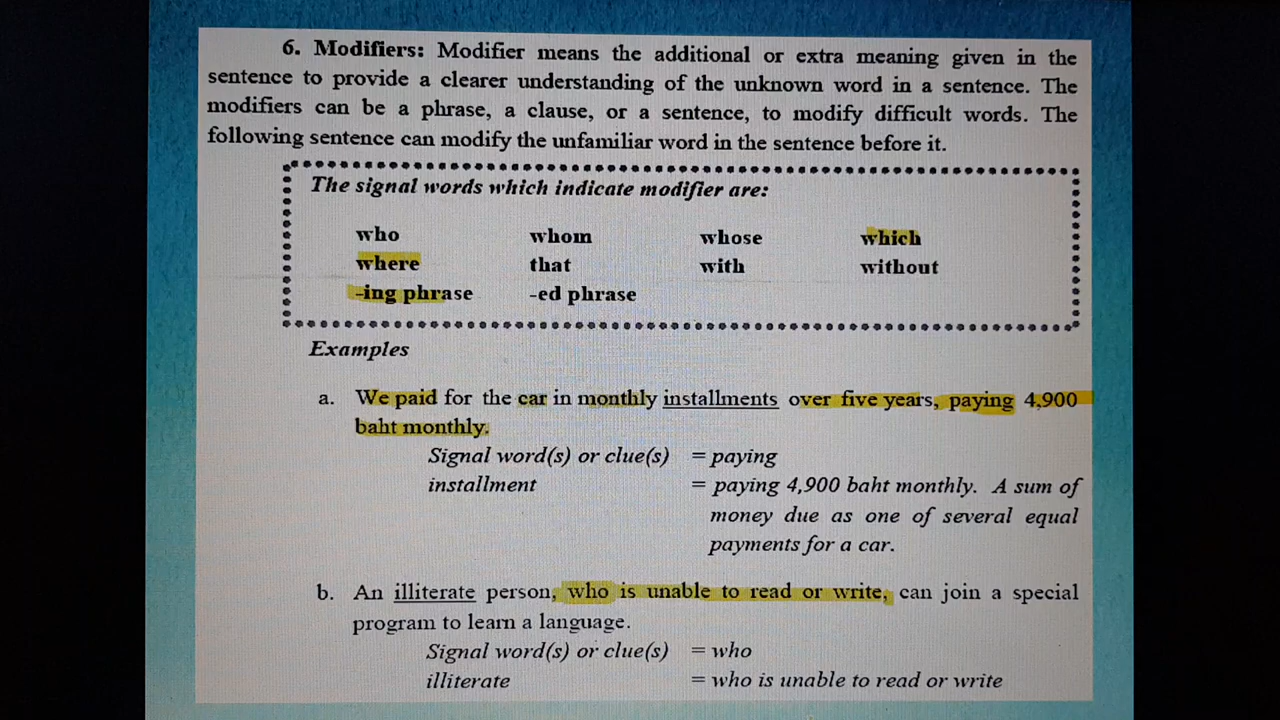 6. Modifiers: Modifier means the additional or extra meaning given in the
sentence to provide a clearer understanding of the unknown word in a sentence. The
modifiers can be a phrase, a clause, or a sentence, to modify difficult words. The
following sentence can modify the unfamiliar word in the sentence before it.
The signal words which indicate modifier are:
who whom whose which
where that with without
-ing phrase -ed phrase
Examples
a. We paid for the car in monthly installments over five years, paying 4,900
baht monthly.
Signal word(s) or clue(s) = paying
installment = paying 4,900 baht monthly. A sum of
money due as one of several equal
payments for a car.
b. An illiterate person, who is unable to read or write, can join a special
program to learn a language.
Signal word(s) or clue(s) = who
illiterate = who is unable to read or write